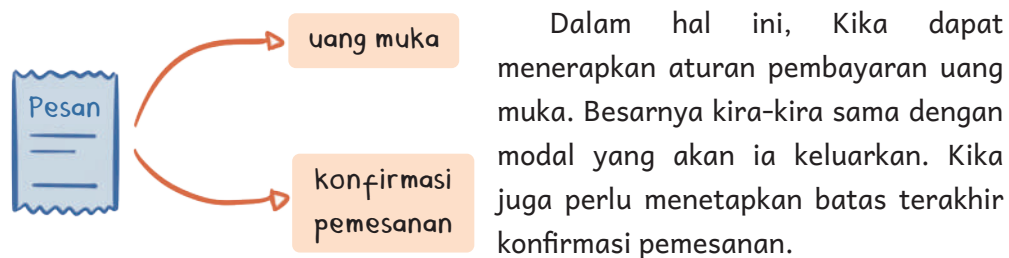 Pesan
uang muka
konfirmasi
pemesanan
Dalam hal ini, Kika dapat
menerapkan aturan pembayaran uang
muka. Besarnya kira-kira sama dengan
modal yang akan ia keluarkan. Kika
juga perlu menetapkan batas terakhir
konfirmasi pemesanan.